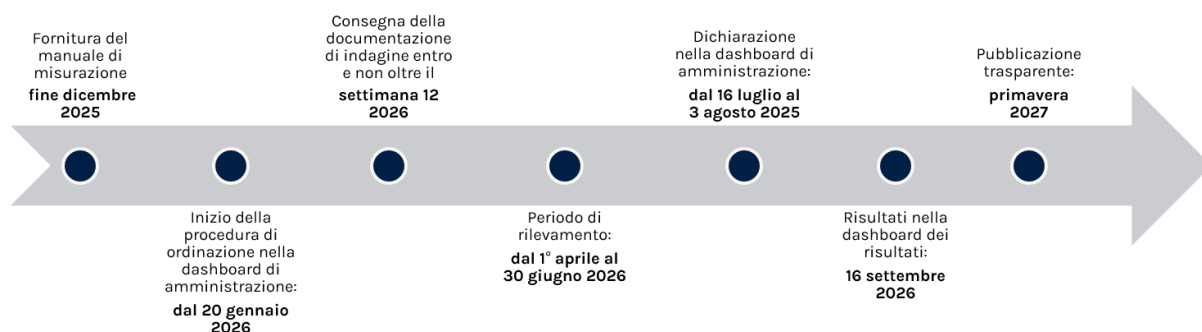 Fornitura del
manuale di
misurazione
fine dicembre
2025
Inizio della
procedura di
ordinazione nella
dashboard di
amministrazione:
dal 20 gennaio
2026
Consegna della
documentazione
di indagine entro
e non oltre il
settimana 12
2026
Periodo di
rilevamento:
dal 1° aprile al
30 giugno 2026
Dichiarazione
nella dashboard di
amministrazione:
dal 16 luglio al
3 agosto 2025
Risultati nella
dashboard dei
risultati:
16 settembre
2026
Pubblicazione
trasparente:
primavera
2027